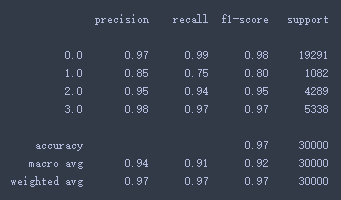 precision recall f1-score support
0.0 0.97 0.99 0.98 19291
1.0 0.85 0.75 0.80 1082
2.0 0.95 0.94 0.95 4289
3.0 0.98 0.97 0.97 5338
accuracy 0.97 30000
macro avg 0.94 0.91 0.92 30000
weighted avg 0.97 0.97 0.97 30000